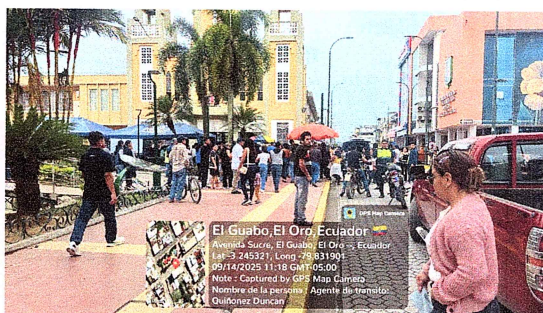 GPS Map Camera
El Guabo,El Oro,Ecuador
Avenida Sucre, El Guabo, El Oro –, Ecuador
Lat -3.245321, Long -79.831901
09/14/2025 11:18 GMT-05:00
Note : Captured by GPS Map Camera
Nombre de la persona : Agente de transito:
Quiñonez Duncan